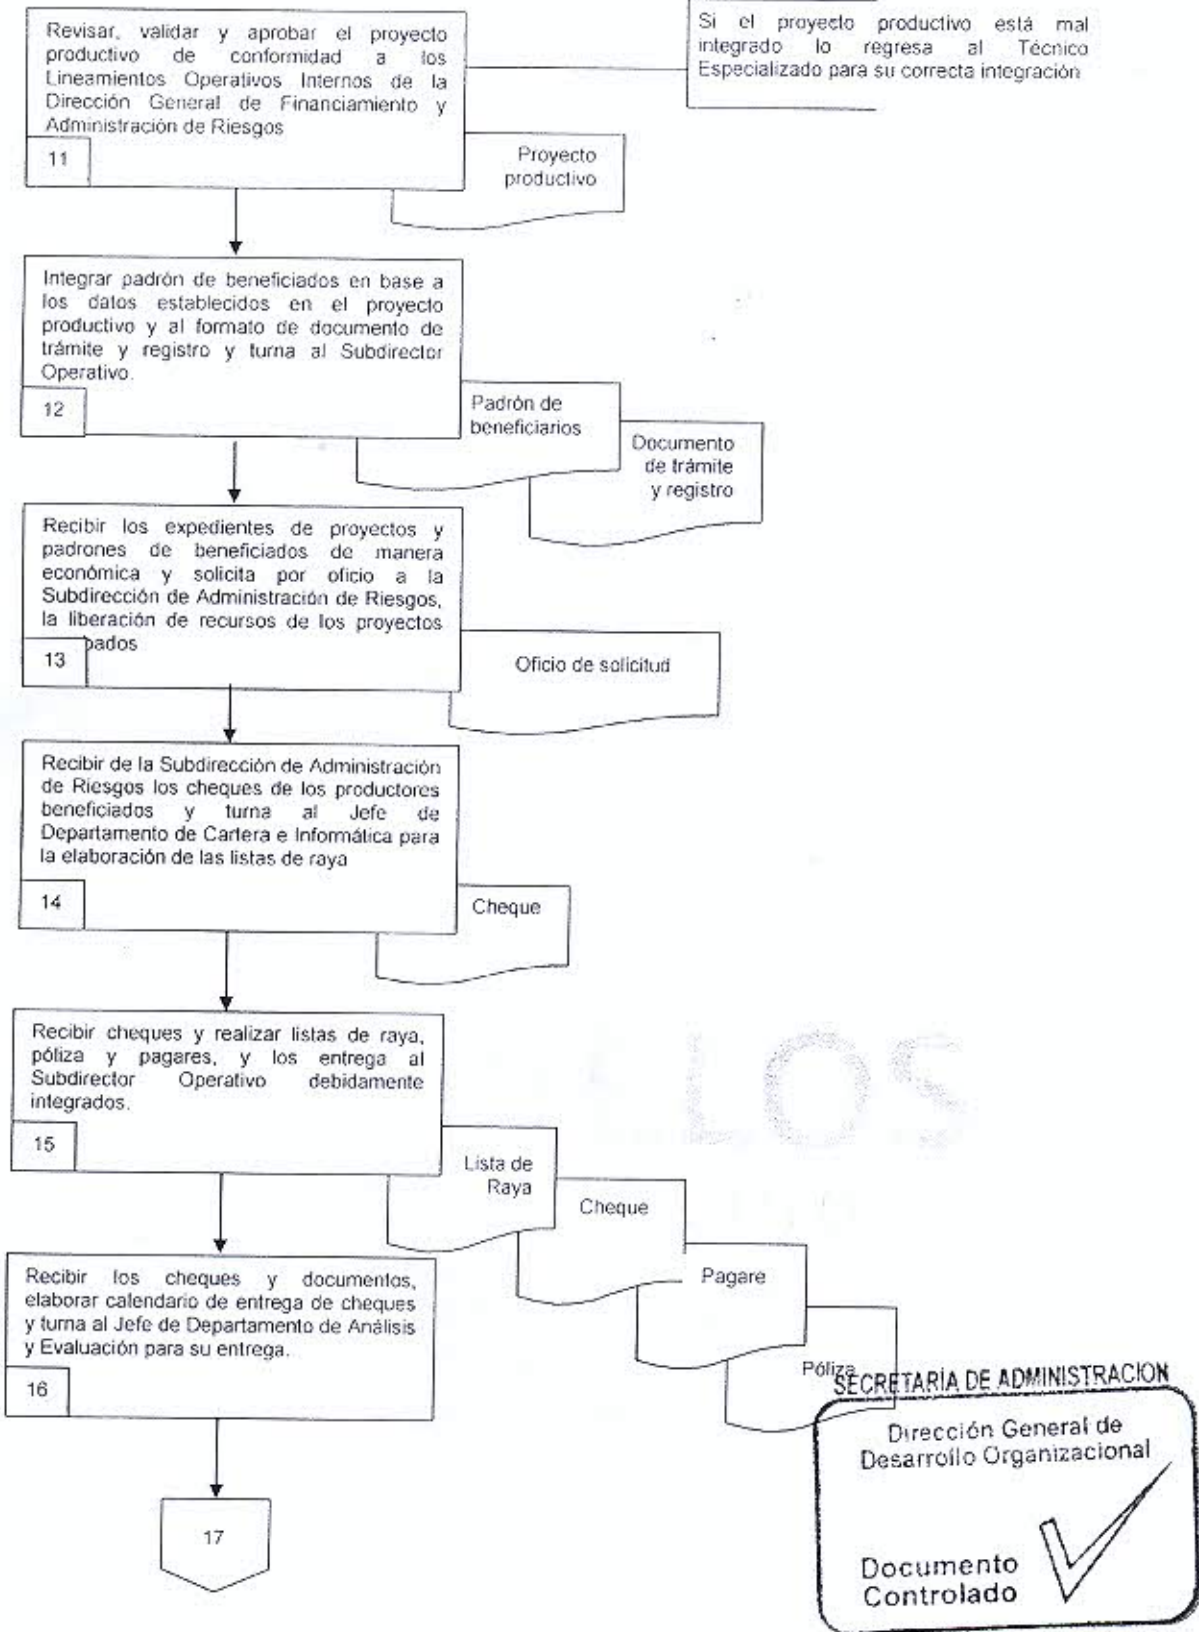 Revisar, validar y aprobar el proyecto
productivo de conformidad a los
Lineamientos Operativos Internos de la
Dirección General de Financiamiento y
Administración de Riesgos
11
Si el proyecto productivo está mal
integrado lo regresa al Técnico
Especializado para su correcta integración
Proyecto
productivo
Integrar padrón de beneficiados en base a
los datos establecidos en el proyecto
productivo y al formato de documento de
trámite y registro y turna al Subdirector
Operativo.
12
Padrón de
beneficiarios
Documento
de trámite
y registro
Recibir los expedientes de proyectos y
padrones de beneficiados de manera
económica y solicita por oficio a la
Subdirección de Administración de Riesgos,
la liberación de recursos de los proyectos
bados
13
Oficio de solicitud
Recibir de la Subdirección de Administración
de Riesgos los cheques de los productores
beneficiados y turna al Jefe de
Departamento de Cartera e Informática para
la elaboración de las listas de raya
14
Cheque
Recibir cheques y realizar listas de raya,
póliza y pagares, y los entrega al
Subdirector Operativo debidamente
integrados.
15
Lista de
Raya
Cheque
Pagare
Póliza
Recibir los cheques y documentos,
elaborar calendario de entrega de cheques
y turna al Jefe de Departamento de Análisis
y Evaluación para su entrega.
16
17
SECRETARÍA DE ADMINISTRACION
Dirección General de
Desarrollo Organizacional
Documento
Controlado